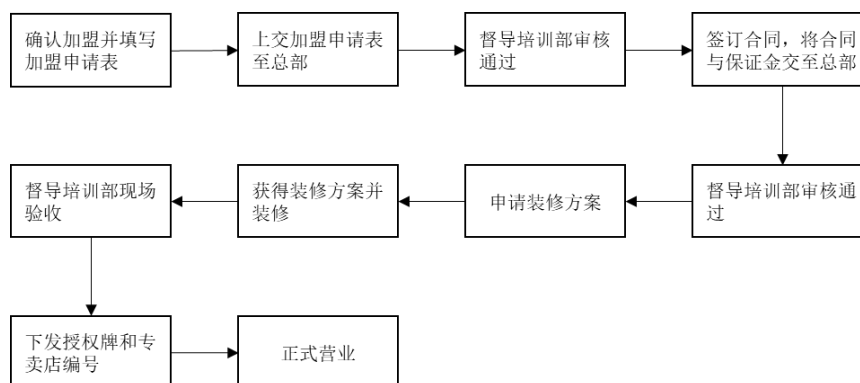 确认加盟并填写
加盟申请表
上交加盟申请表
至总部
督导培训部审核
通过
签订合同，将合同
与保证金交至总部
督导培训部审核通
过
申请装修方案
获得装修方案并
装修
督导培训部现场
验收
下发授权牌和专
卖店编号
正式营业